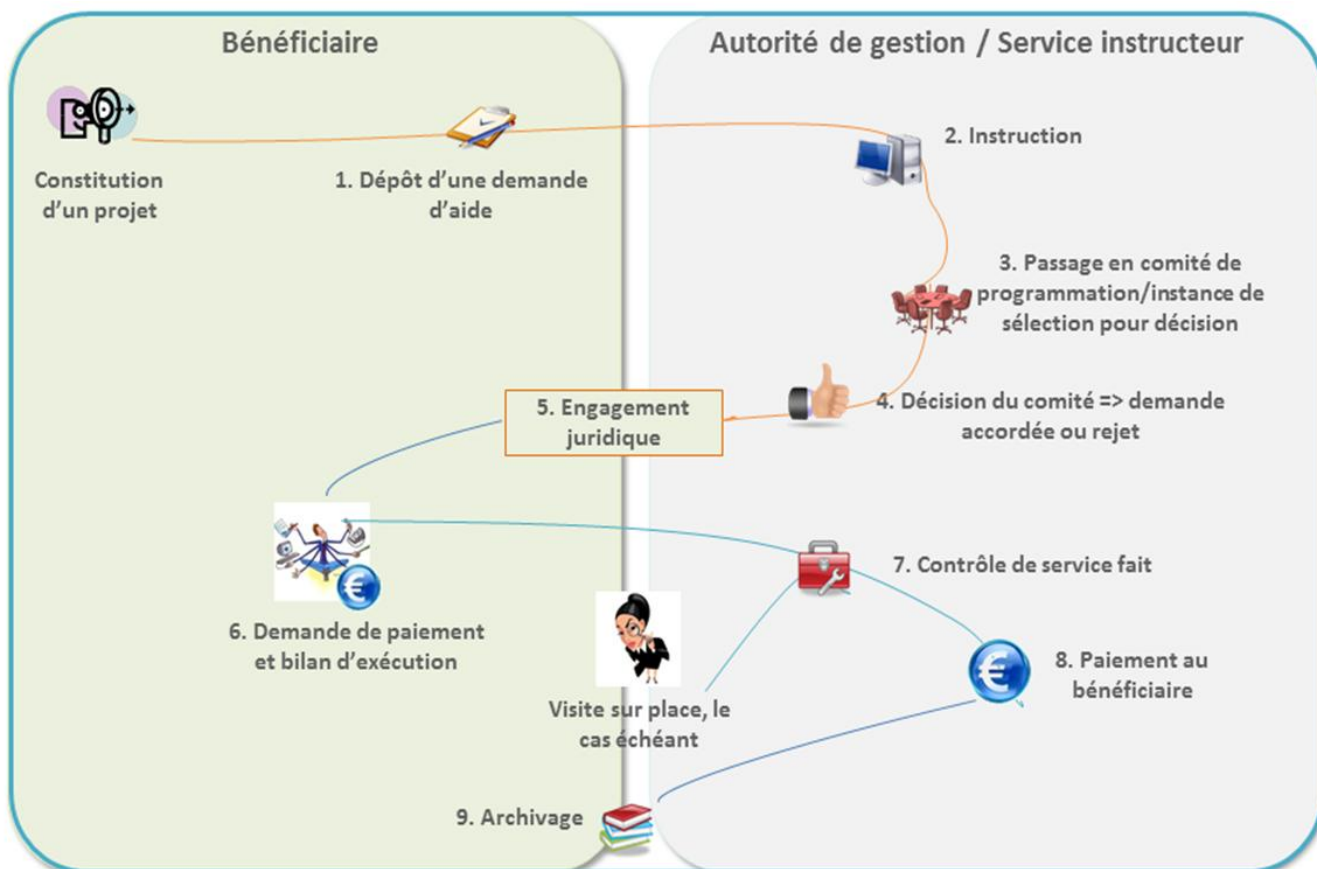 Bénéficiaire
Autorité de gestion / Service instructeur
Constitution
d’un projet
1. Dépôt d’une demande
d’aide
2. Instruction
3. Passage en comité de
programmation/instance de
sélection pour décision
4. Décision du comité => demande
accordée ou rejet
5. Engagement
juridique
6. Demande de paiement
et bilan d’exécution
7. Contrôle de service fait
Visite sur place, le
cas échéant
8. Paiement au
bénéficiaire
9. Archivage